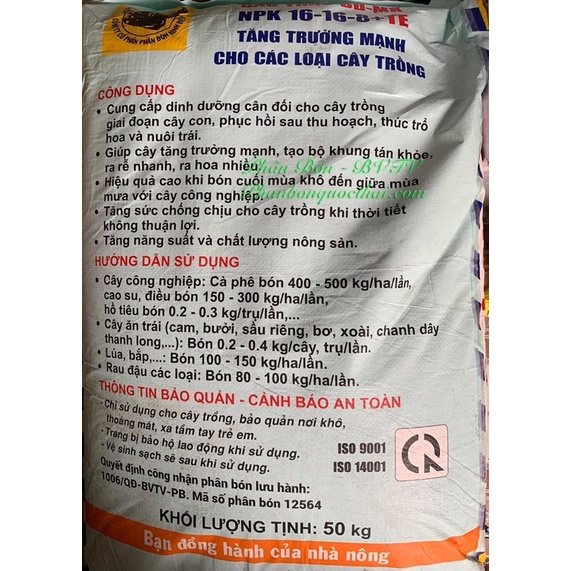 CÔNG TY CỔ PHẦN PHÂN BÓN
NPK 16-16-8+TE
TĂNG TRƯỞNG MẠNH
CHO CÁC LOẠI CÂY TRỒNG
CÔNG DỤNG
• Cung cấp dinh dưỡng cân đối cho cây trồng
giai đoạn cây con, phục hồi sau thu hoạch, thúc trổ
hoa và nuôi trái.
• Giúp cây tăng trưởng mạnh, tạo bộ khung tán khỏe,
ra rễ nhanh, ra hoa nhiều.
Phân Bón - BVTV
• Hiệu quả cao khi bón cuối mùa khô đến giữa mùa
Phanbonquocthai.com
mưa với cây công nghiệp.
• Tăng sức chống chịu cho cây trồng khi thời tiết
không thuận lợi.
• Tăng năng suất và chất lượng nông sản.
HƯỚNG DẪN SỬ DỤNG
• Cây công nghiệp: Cà phê bón 400 - 500 kg/ha/lần,
cao su, điều bón 150 - 300 kg/ha/lần,
hồ tiêu bón 0.2 - 0.3 kg/trụ/lần,...
• Cây ăn trái (cam, bưởi, sầu riêng, bơ, xoài, chanh dây
thanh long,...): Bón 0.2 - 0.4 kg/cây, trụ/lần.
• Lúa, bắp,...: Bón 100 - 150 kg/ha/lần.
• Rau đậu các loại: Bón 80 - 100 kg/ha/lần.
THÔNG TIN BẢO QUẢN - CẢNH BÁO AN TOÀN
- Chỉ sử dụng cho cây trồng, bảo quản nơi khô,
thoáng mát, xa tầm tay trẻ em.
- Trang bị bảo hộ lao động khi sử dụng.
- Vệ sinh sạch sẽ sau khi sử dụng.
ISO 9001
ISO 14001
Quyết định công nhận phân bón lưu hành:
1006/QĐ-BVTV-PB. Mã số phân bón 12564
KHỐI LƯỢNG TỊNH: 50 kg
Bạn đồng hành của nhà nông